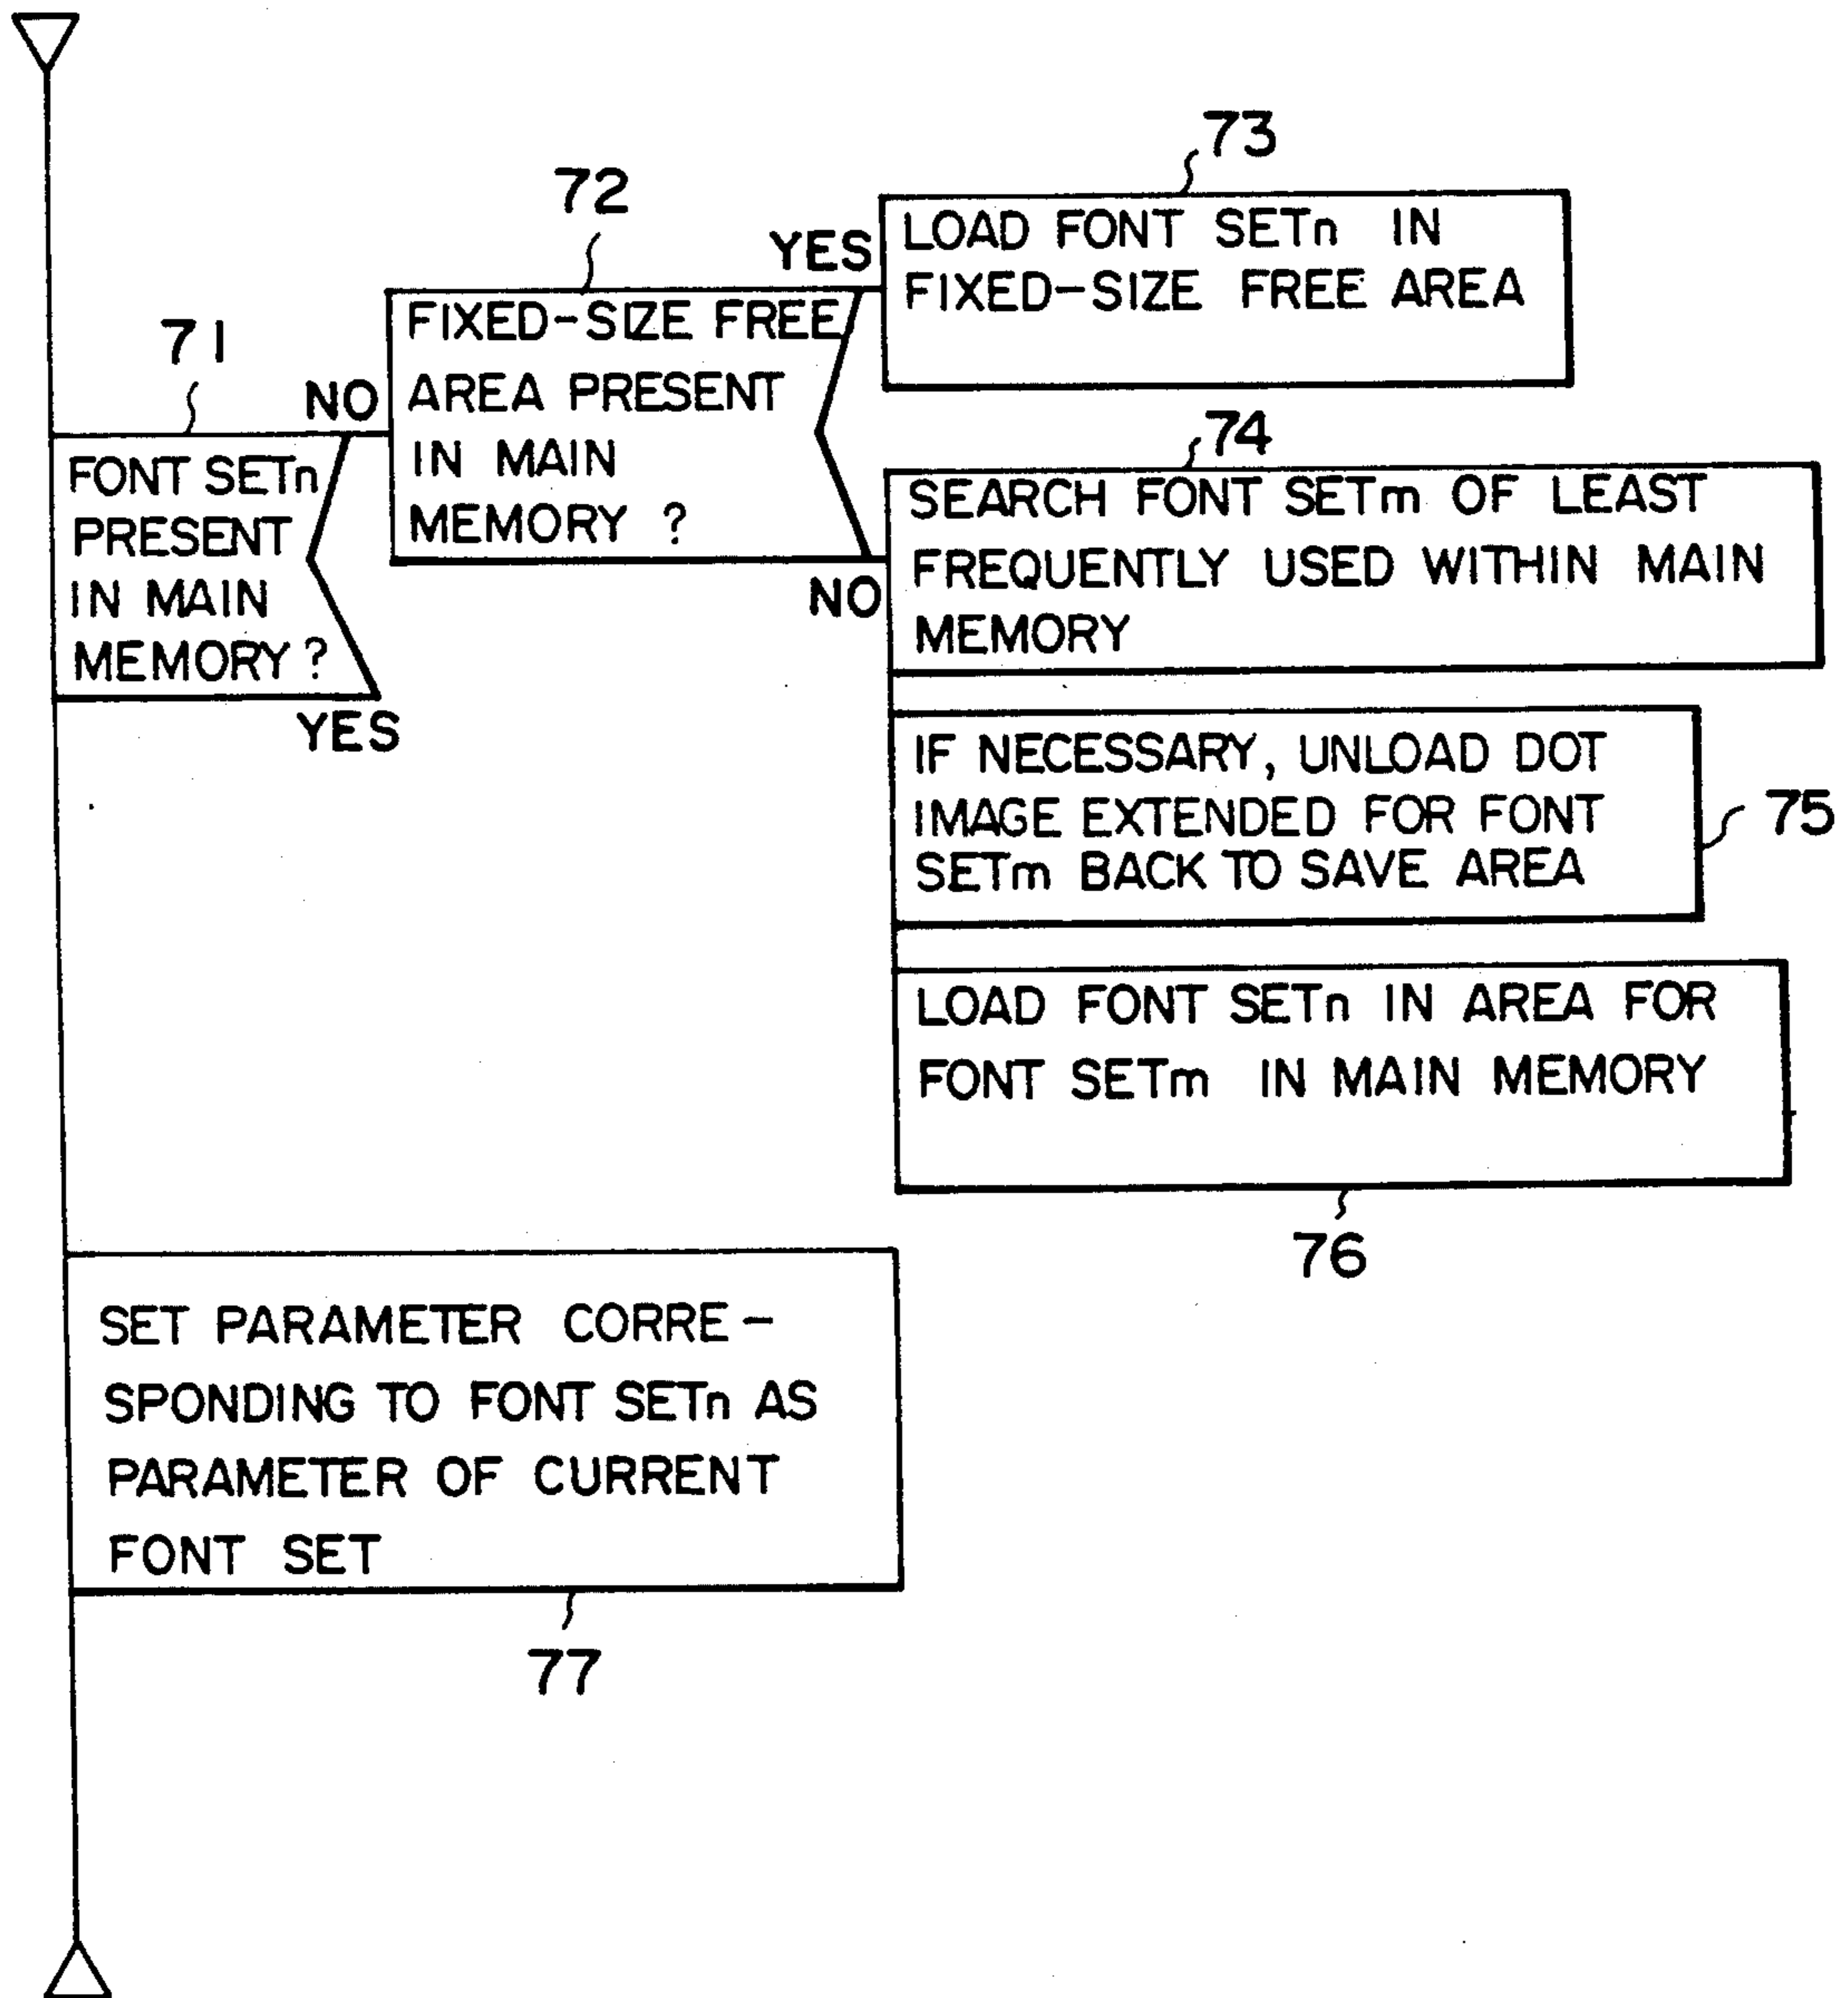 73
72
YES
LOAD FONT SETn IN
FIXED-SIZE FREE AREA
71
NO
FIXED-SIZE FREE
AREA PRESENT
IN MAIN
MEMORY ?
FONT SETn
PRESENT
IN MAIN
MEMORY ?
YES
NO
74
SEARCH FONT SETm OF LEAST
FREQUENTLY USED WITHIN MAIN
MEMORY
IF NECESSARY, UNLOAD DOT
IMAGE EXTENDED FOR FONT
SETm BACK TO SAVE AREA
75
LOAD FONT SETn IN AREA FOR
FONT SETm IN MAIN MEMORY
76
SET PARAMETER CORRE-
SPONDING TO FONT SETn AS
PARAMETER OF CURRENT
FONT SET
77